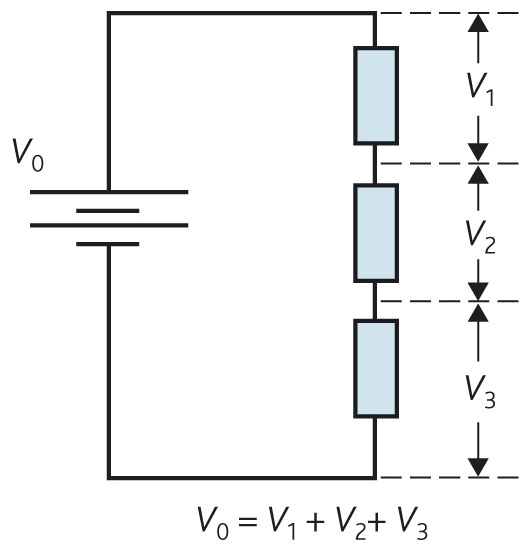 V₁
V₀
V₂
V₃
V₀ = V₁ + V₂+ V₃